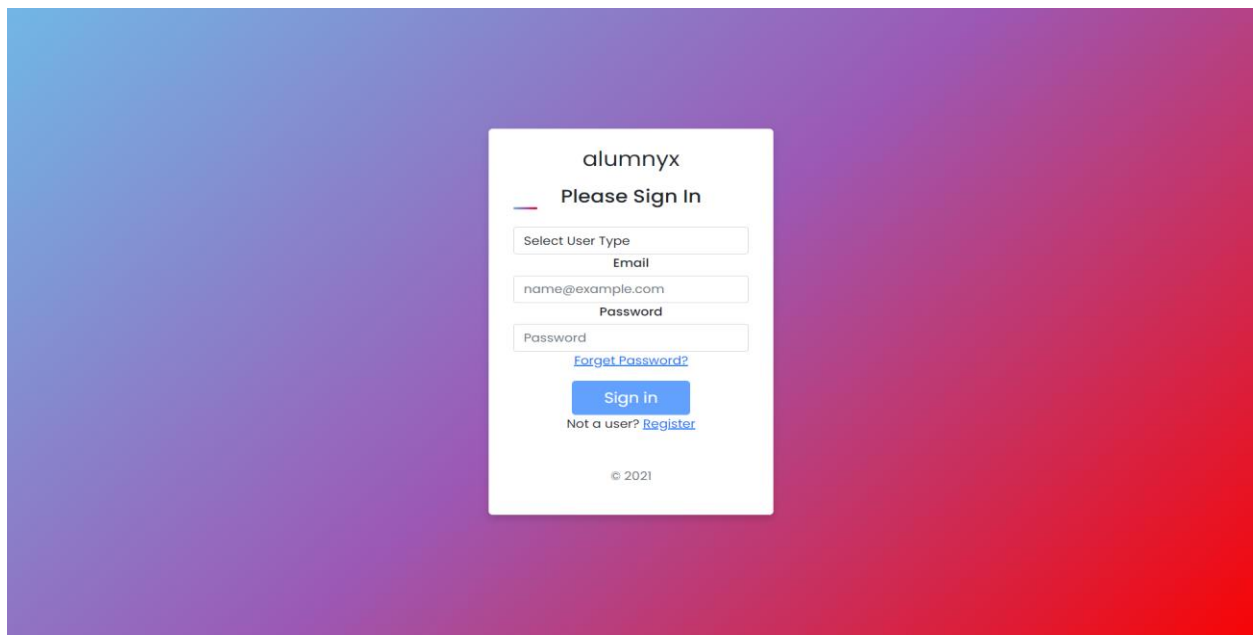 alumnyx
Please Sign In
Select User Type
Email
name@example.com
Password
Password
Forget Password?
Sign in
Not a user? Register
© 2021